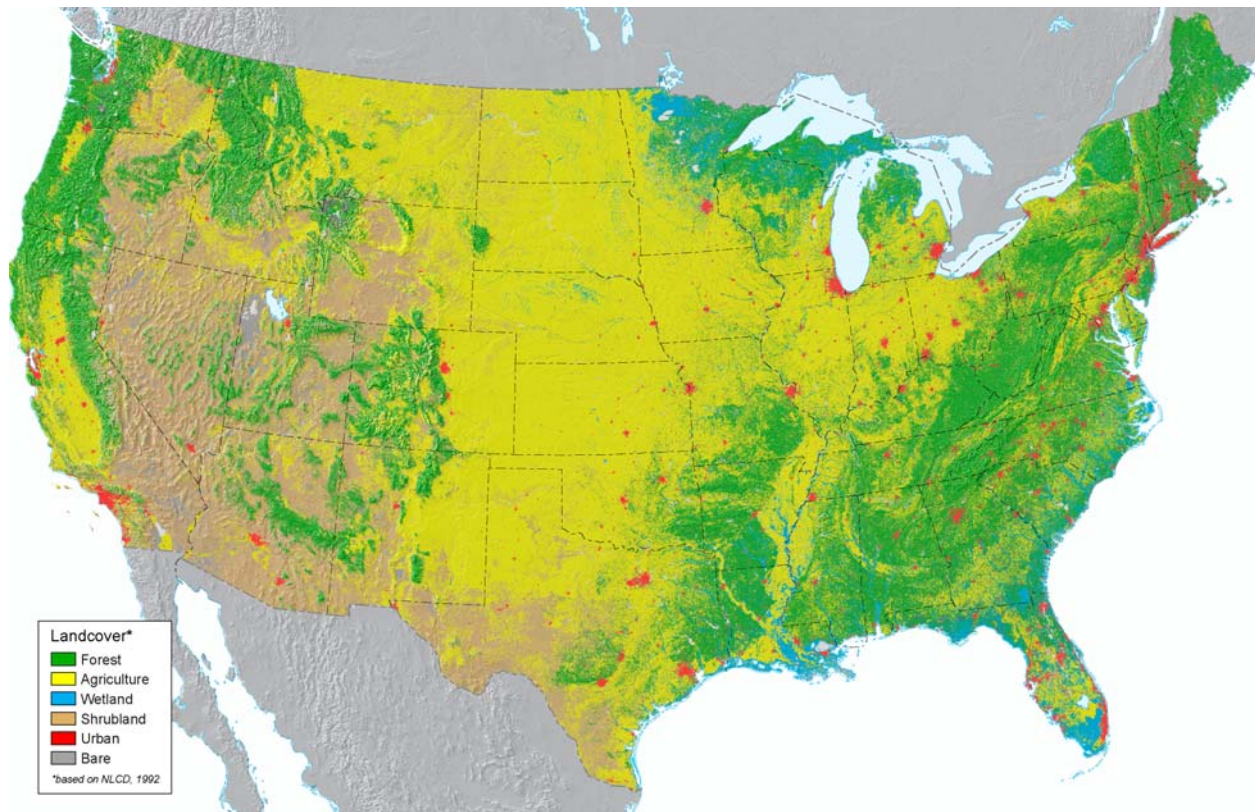 Landcover*
Forest
Agriculture
Wetland
Shrubland
Urban
Bare
*based on NLCD, 1992